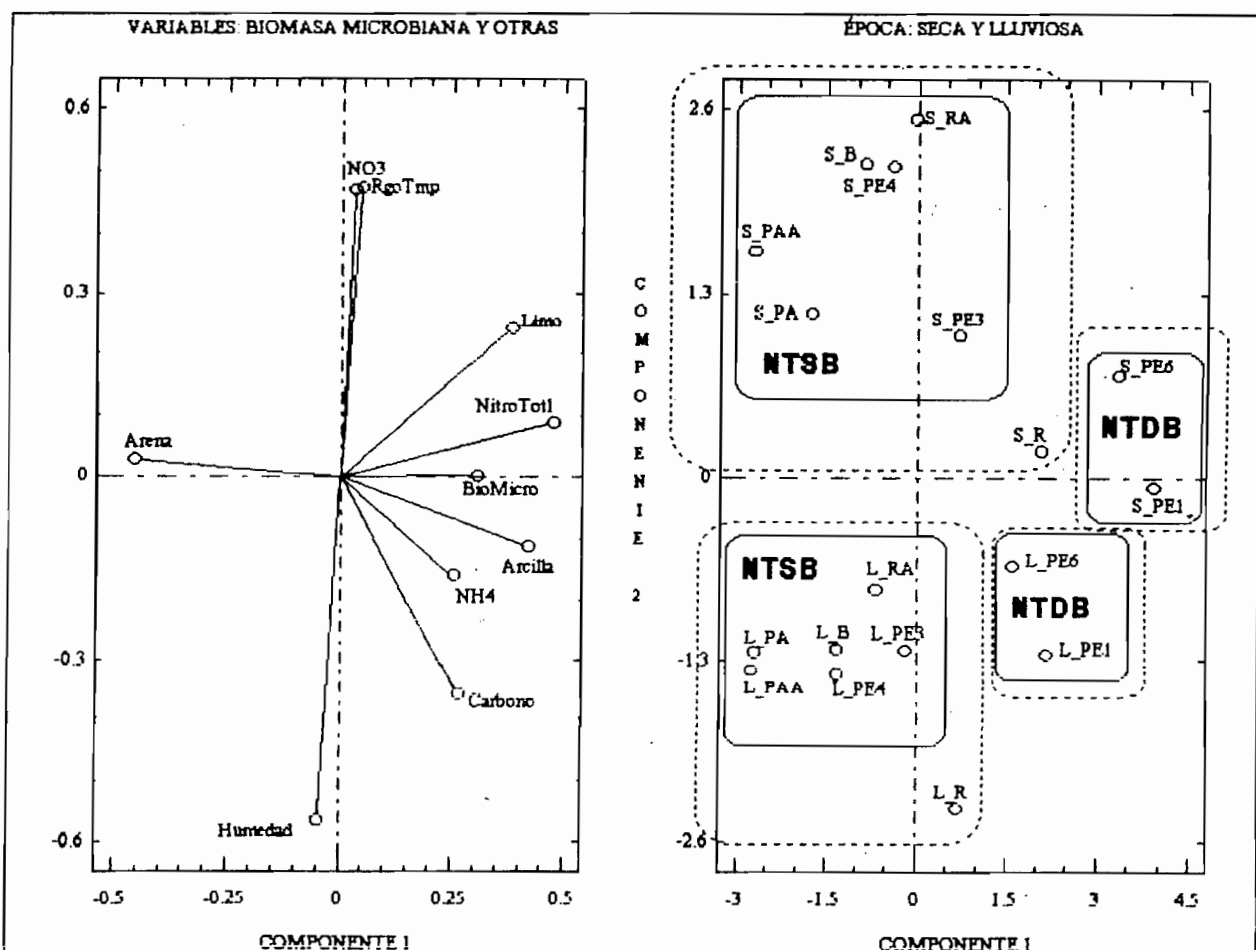 VARIABLES: BIOMASA MICROBIANA Y OTRAS
0.6
0.3
0
-0.3
-0.6
NO3
RgoTmp
Limo
NitroTotl
Arena
BioMicro
Arcilla
NH4
Carbono
Humedad
-0.5
-0.25
0
0.25
0.5
COMPONENTE 1
COMPONENTE 2
ÉPOCA: SECA Y LLUVIOSA
2.6
1.3
0
-1.3
-2.6
S_RA
S_B
S_PE4
S_PAA
S_PA
S_PE3
NTSB
S_PE6
NTDB
S_R
S_PE1
NTSB
L_RA
L_PE6
NTDB
L_PA
L_B
L_PE3
L_PE1
L_PAA
L_PE4
L_R
-3
-1.5
0
1.5
3
4.5
COMPONENTE 1